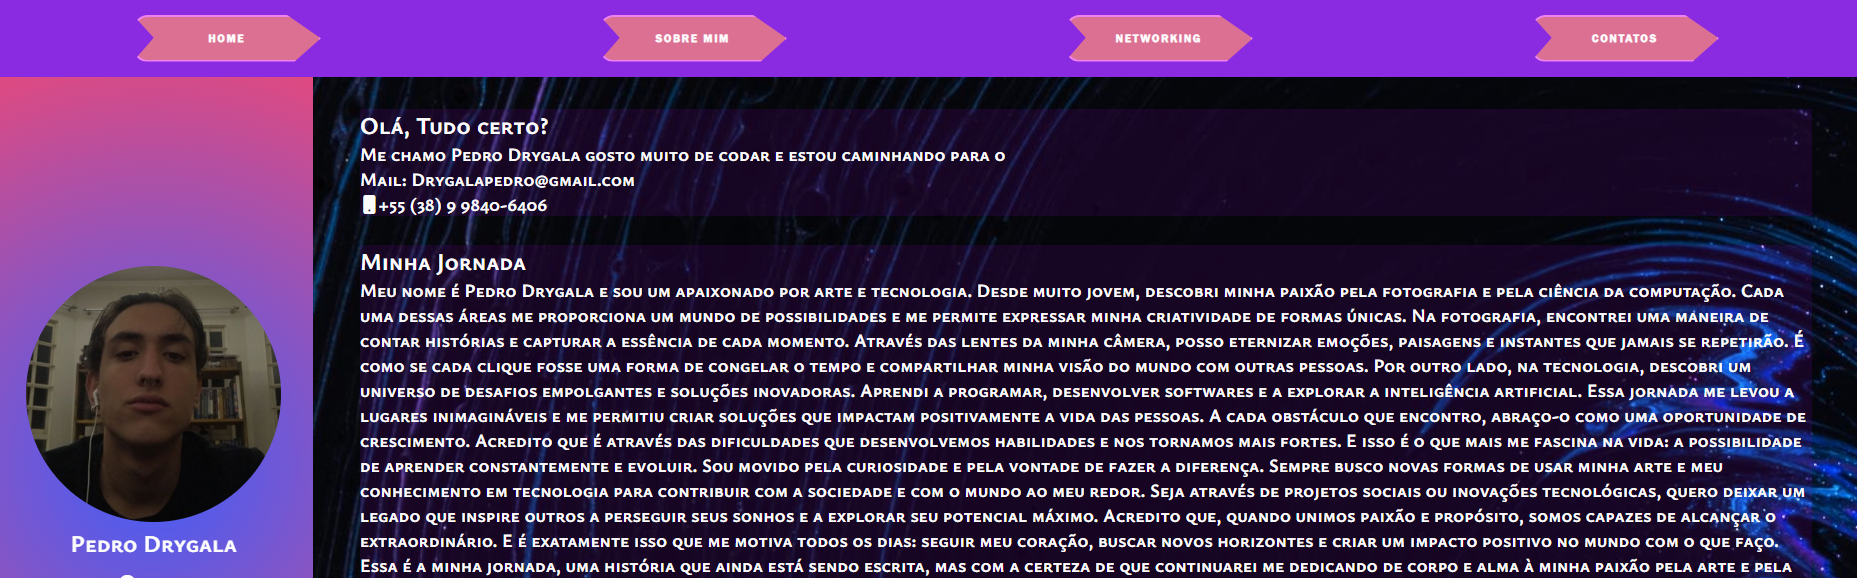 HOME
SOBRE MIM
NETWORKING
CONTATOS
Olá, Tudo certo?
Me chamo Pedro Drygala gosto muito de codar e estou caminhando para o
Mail: Drygalapedro@gmail.com
+55 (38) 9 9840-6406
Minha Jornada
Meu nome é Pedro Drygala e sou um apaixonado por arte e tecnologia. Desde muito jovem, descobri minha paixão pela fotografia e pela ciência da computação. Cada
uma dessas áreas me proporciona um mundo de possibilidades e me permite expressar minha criatividade de formas únicas. Na fotografia, encontrei uma maneira de
contar histórias e capturar a essência de cada momento. Através das lentes da minha câmera, posso eternizar emoções, paisagens e instantes que jamais se repetirão. É
como se cada clique fosse uma forma de congelar o tempo e compartilhar minha visão do mundo com outras pessoas. Por outro lado, na tecnologia, descobri um
universo de desafios empolgantes e soluções inovadoras. Aprendi a programar, desenvolver softwares e a explorar a inteligência artificial. Essa jornada me levou a
lugares inimagináveis e me permitiu criar soluções que impactam positivamente a vida das pessoas. A cada obstáculo que encontro, abraço-o como uma oportunidade de
crescimento. Acredito que é através das dificuldades que desenvolvemos habilidades e nos tornamos mais fortes. E isso é o que mais me fascina na vida: a possibilidade
de aprender constantemente e evoluir. Sou movido pela curiosidade e pela vontade de fazer a diferença. Sempre busco novas formas de usar minha arte e meu
conhecimento em tecnologia para contribuir com a sociedade e com o mundo ao meu redor. Seja através de projetos sociais ou inovações tecnológicas, quero deixar um
legado que inspire outros a perseguir seus sonhos e a explorar seu potencial máximo. Acredito que, quando unimos paixão e propósito, somos capazes de alcançar o
extraordinário. E é exatamente isso que me motiva todos os dias: seguir meu coração, buscar novos horizontes e criar um impacto positivo no mundo com o que faço.
Essa é a minha jornada, uma história que ainda está sendo escrita, mas com a certeza de que continuarei me dedicando de corpo e alma à minha paixão pela arte e pela
Pedro Drygala